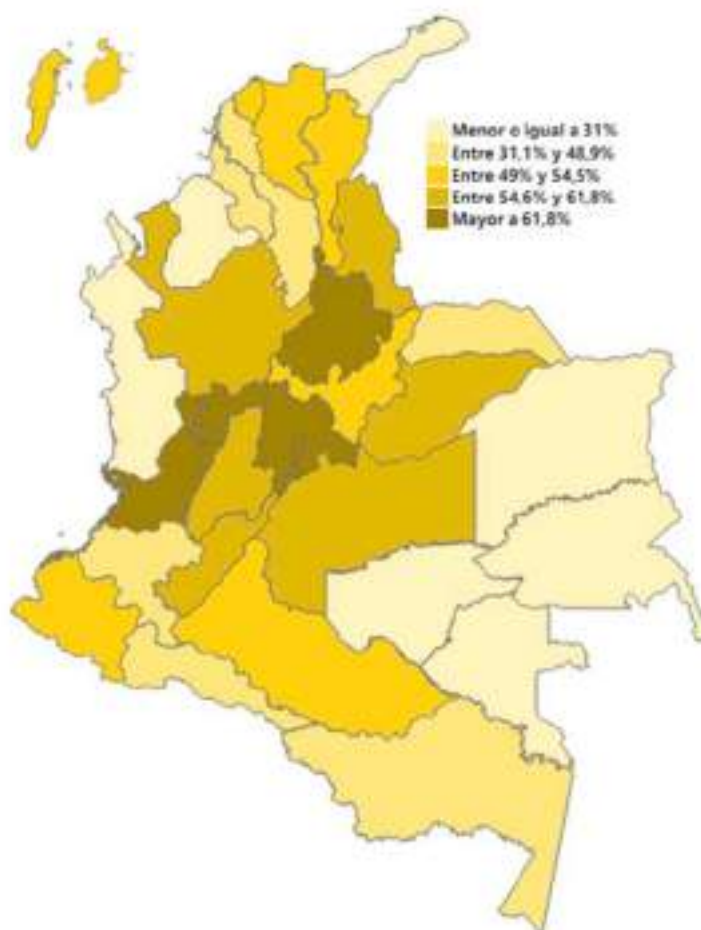 Menor o igual a 31%
Entre 31,1% y 48,9%
Entre 49% y 54,5%
Entre 54,6% y 61,8%
Mayor a 61,8%